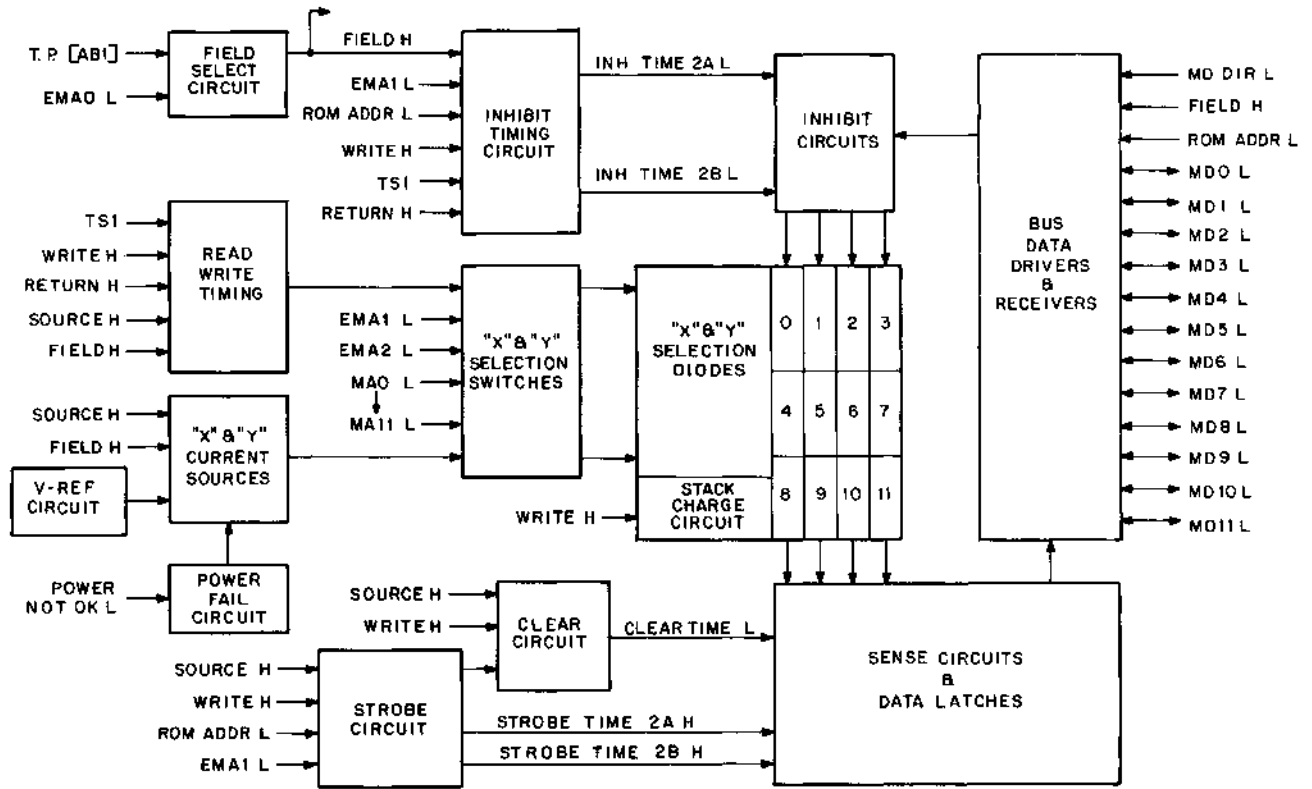 T.P. [AB1]
EMA0 L
FIELD
SELECT
CIRCUIT
FIELD H
EMA1 L
ROM ADDR L
WRITE H
TS1
RETURN H
INHIBIT
TIMING
CIRCUIT
INH TIME 2A L
INH TIME 2B L
INHIBIT
CIRCUITS
MD DIR L
FIELD H
ROM ADDR L
MD0 L
MD1 L
MD2 L
MD3 L
MD4 L
MD5 L
MD6 L
MD7 L
MD8 L
MD9 L
MD10 L
MD11 L
BUS
DATA
DRIVERS
&
RECEIVERS
TS1
WRITE H
RETURN H
SOURCE H
FIELD H
READ
WRITE
TIMING
EMA1 L
EMA2 L
MA0 L
MA11 L
"X" & "Y"
SELECTION
SWITCHES
"X" & "Y"
SELECTION
DIODES
0 1 2 3
4 5 6 7
8 9 10 11
STACK
CHARGE
CIRCUIT
WRITE H
SOURCE H
FIELD H
V-REF
CIRCUIT
"X" & "Y"
CURRENT
SOURCES
POWER
NOT OK L
POWER
FAIL
CIRCUIT
SOURCE H
WRITE H
CLEAR
CIRCUIT
CLEAR TIME L
SOURCE H
WRITE H
ROM ADDR L
EMA1 L
STROBE
CIRCUIT
STROBE TIME 2A H
STROBE TIME 2B H
SENSE CIRCUITS
&
DATA LATCHES